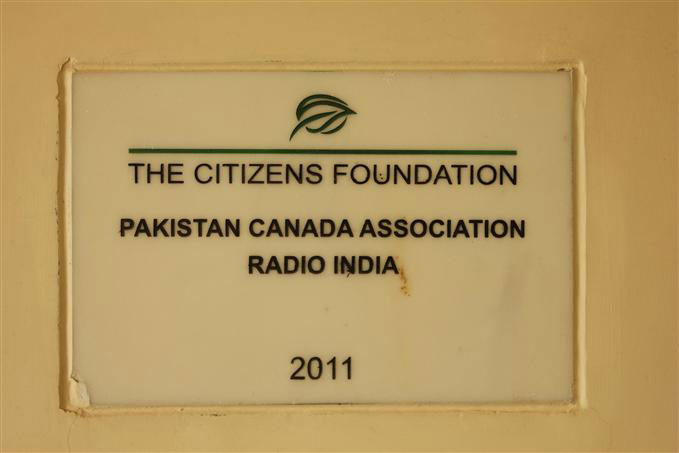 THE CITIZENS FOUNDATION
PAKISTAN CANADA ASSOCIATION
RADIO INDIA
2011